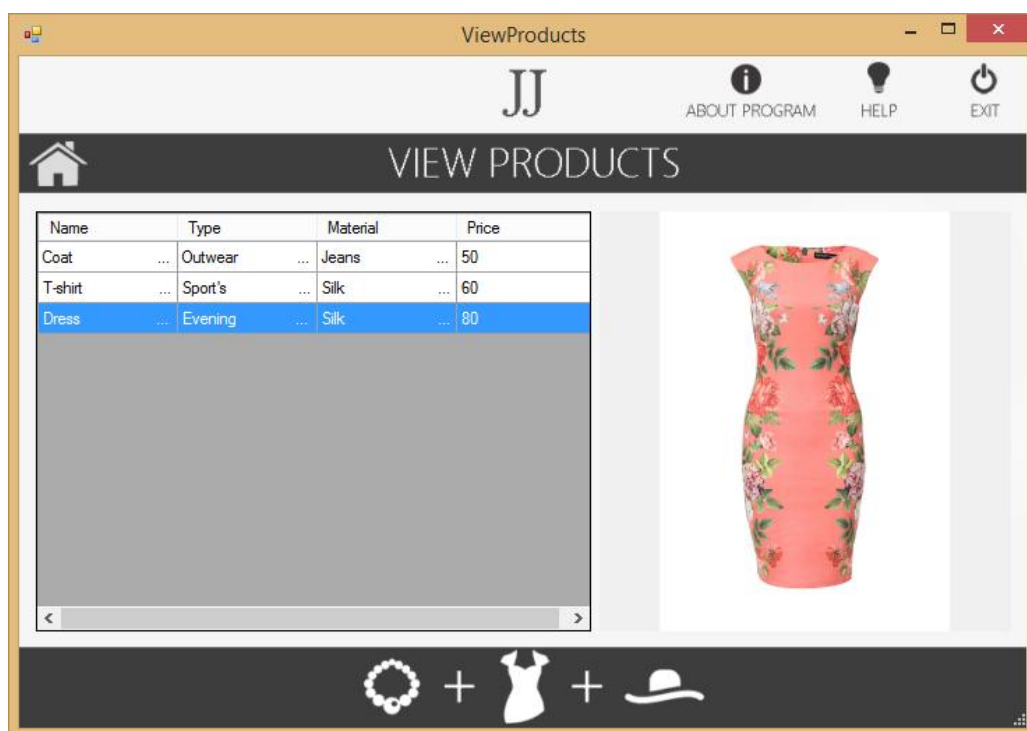 ViewProducts
JJ
ABOUT PROGRAM HELP EXIT
VIEW PRODUCTS
Name Type Material Price
Coat ... Outwear ... Jeans ... 50
T-shirt ... Sport's ... Silk ... 60
Dress ... Evening ... Silk ... 80